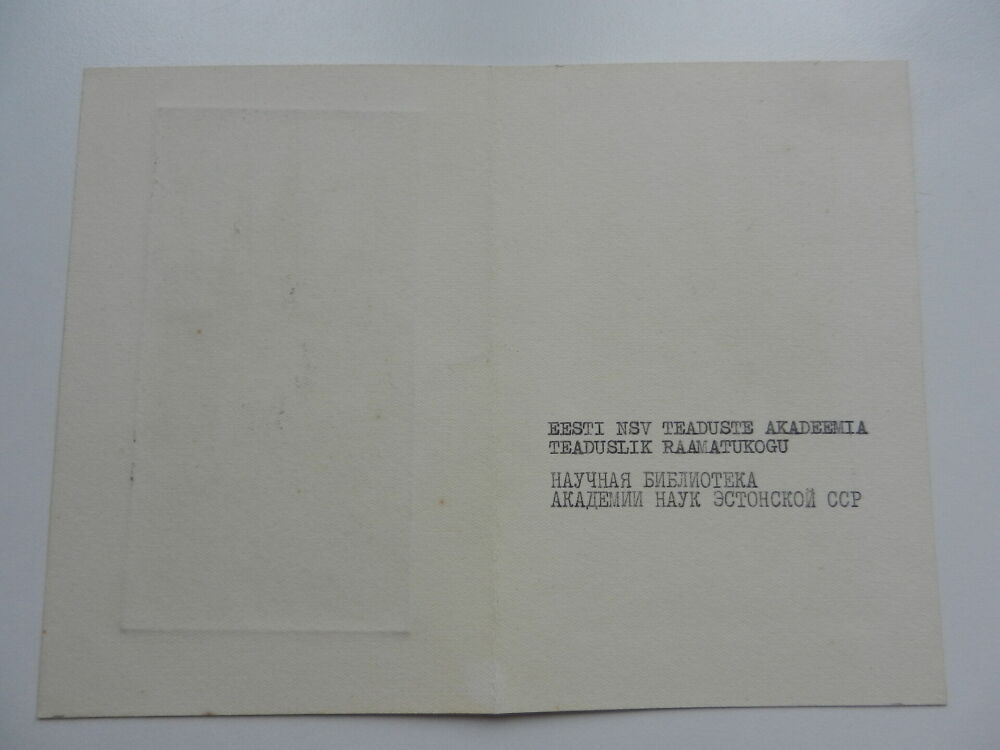 EESTI NSV TEADUSTE AKADEEMIA
TEADUSLIK RAAMATUKOGU
НАУЧНАЯ БИБЛИОТЕКА
АКАДЕМИИ НАУК ЭСТОНСКОЙ ССР